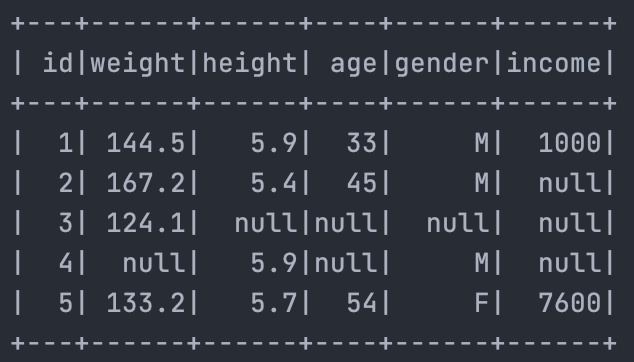 +---+------+------+----+------+------+
| id|weight|height| age|gender|income|
+---+------+------+----+------+------+
|  1| 144.5|   5.9|  33|     M|  1000|
|  2| 167.2|   5.4|  45|     M|  null|
|  3| 124.1|  null|null|  null|  null|
|  4|  null|   5.9|null|     M|  null|
|  5| 133.2|   5.7|  54|     F|  7600|
+---+------+------+----+------+------+